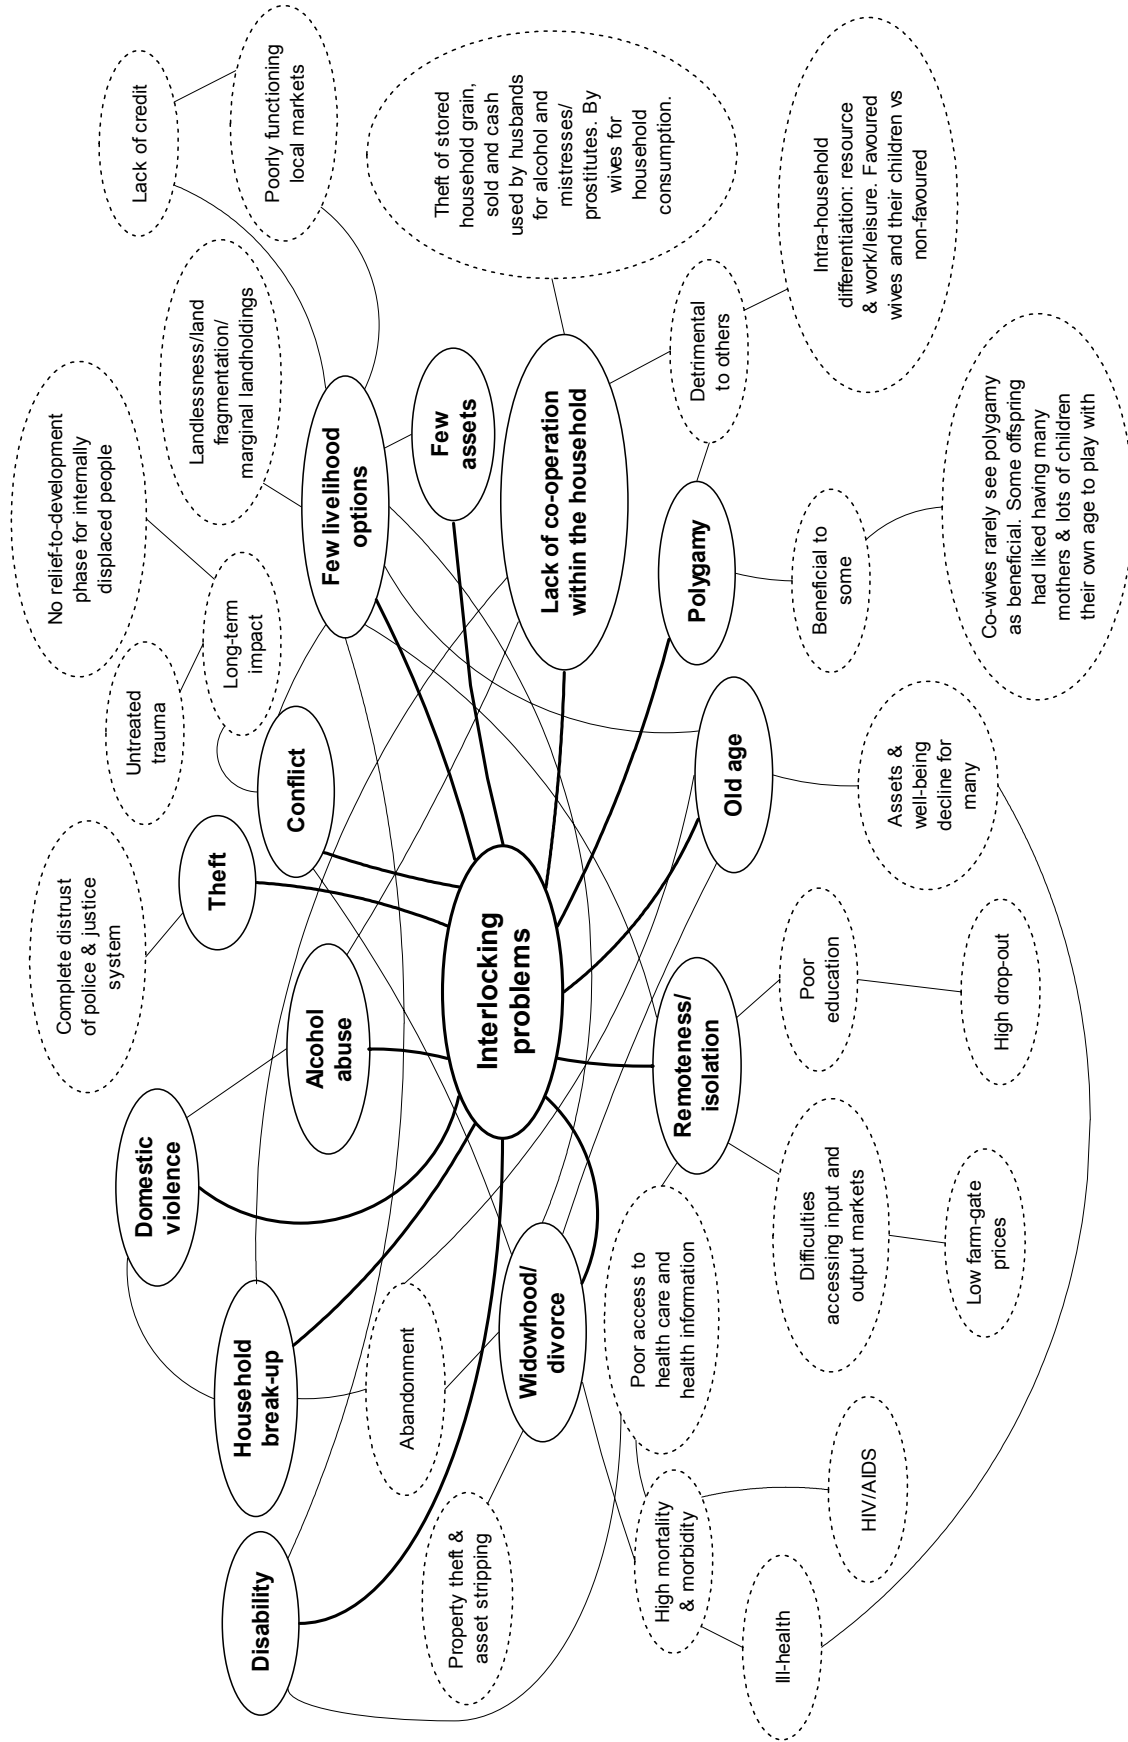 Lack of credit
Poorly functioning
local markets
Theft of stored
household grain,
sold and cash
used by husbands
for alcohol and
mistresses/
prostitutes. By
wives for
household
consumption.
Intra-household
differentiation: resource
& work/leisure. Favoured
wives and their children vs
non-favoured
Landlessness/land
fragmentation/
marginal landholdings
No relief-to-development
phase for internally
displaced people
Few livelihood
options
Few
assets
Lack of co-operation
within the household
Detrimental
to others
Polygamy
Beneficial to
some
Co-wives rarely see polygamy
as beneficial. Some offspring
had liked having many
mothers & lots of children
their own age to play with
Untreated
trauma
Long-term
impact
Conflict
Theft
Complete distrust
of police & justice
system
Old age
Assets &
well-being
decline for
many
Alcohol
abuse
Interlocking
problems
Remoteness/
isolation
Poor
education
High drop-out
Domestic
violence
Household
break-up
Abandonment
Widowhood/
divorce
Poor access to
health care and
health information
Difficulties
accessing input and
output markets
Low farm-gate
prices
Disability
Property theft &
asset stripping
High mortality
& morbidity
HIV/AIDS
Ill-health